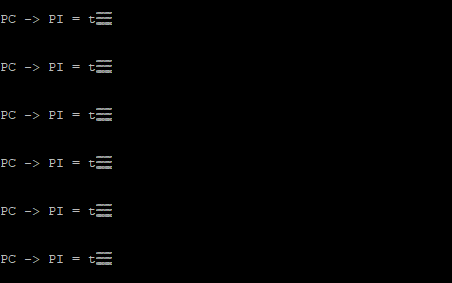 PC -> PI = t≡≡
PC -> PI = t≡≡
PC -> PI = t≡≡
PC -> PI = t≡≡
PC -> PI = t≡≡
PC -> PI = t≡≡